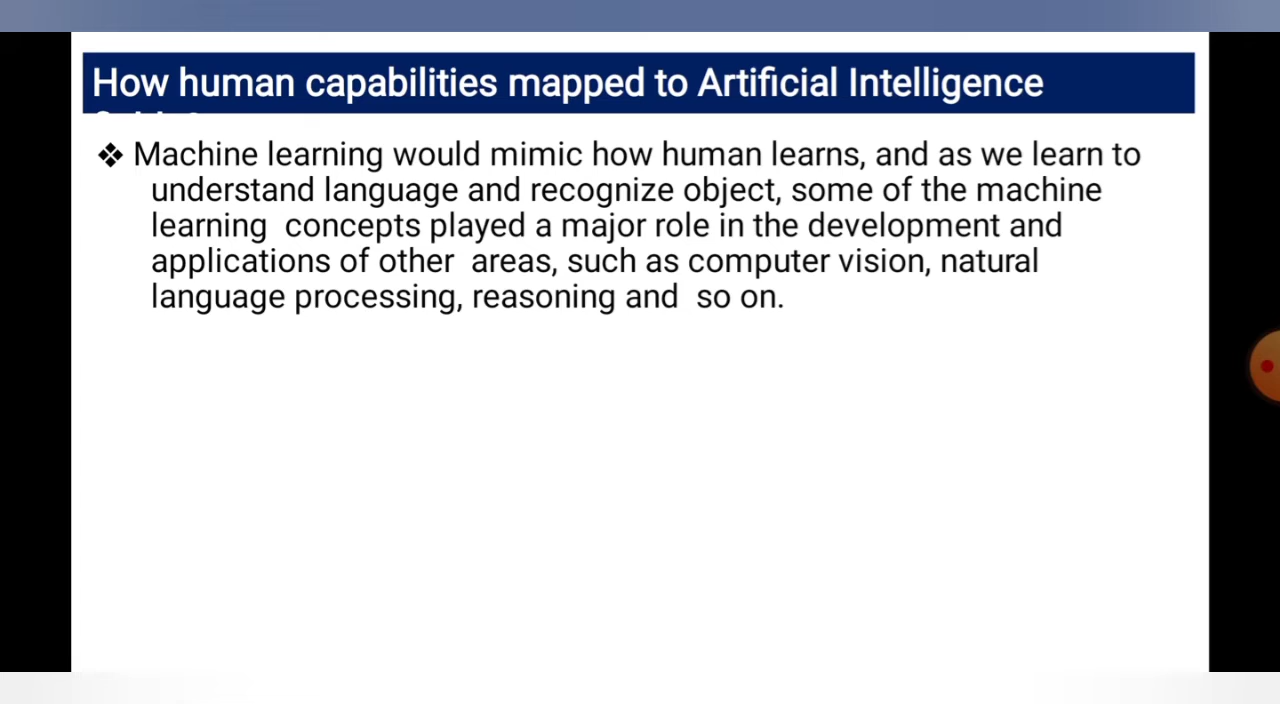 How human capabilities mapped to Artificial Intelligence
❖ Machine learning would mimic how human learns, and as we learn to
understand language and recognize object, some of the machine
learning  concepts played a major role in the development and
applications of other  areas, such as computer vision, natural
language processing, reasoning and  so on.